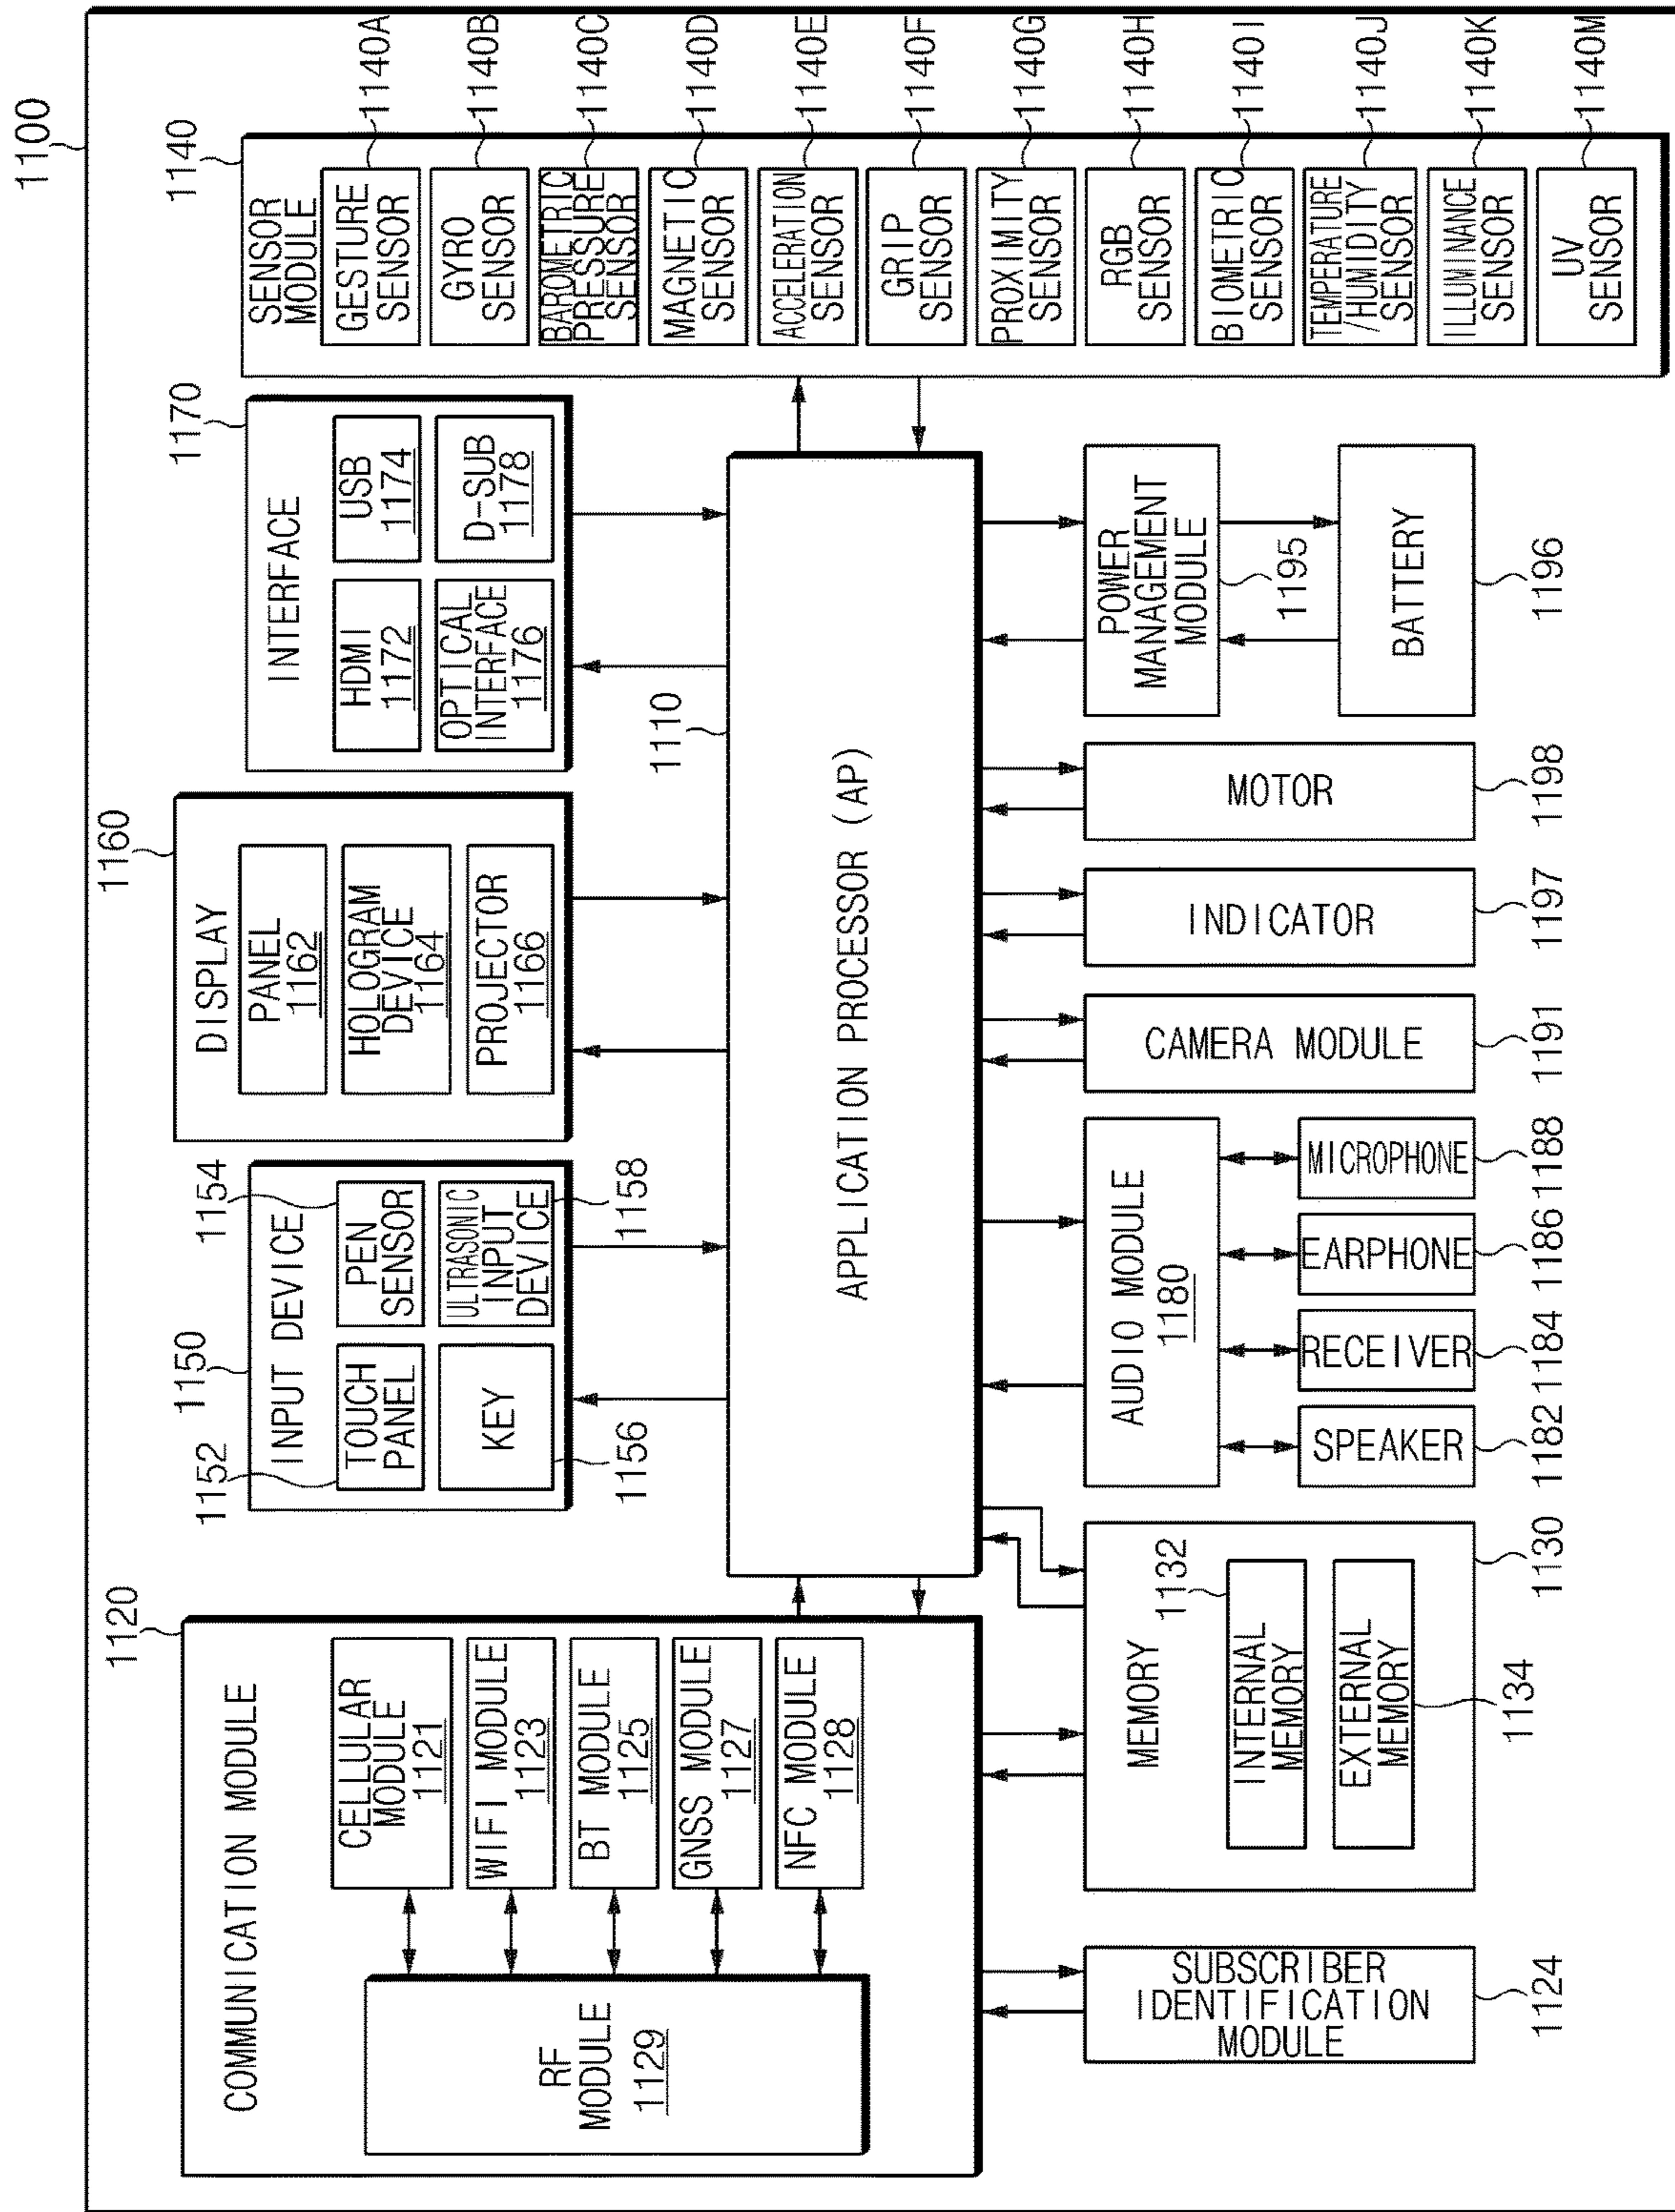 1100
1120
COMMUNICATION MODULE
CELLULAR
MODULE
1121
WIFI MODULE
1123
BT MODULE
1125
GNSS MODULE
1127
NFC MODULE
1128
RF
MODULE
1129
1150
INPUT DEVICE
1152
TOUCH
PANEL
1154
PEN
SENSOR
KEY
1156
ULTRASONIC
INPUT
DEVICE
1158
1160
DISPLAY
PANEL
1162
HOLOGRAM
DEVICE
1164
PROJECTOR
1166
1170
INTERFACE
HDMI
1172
USB
1174
OPTICAL
INTERFACE
1176
D-SUB
1178
1140
SENSOR
MODULE
GESTURE
SENSOR
1140A
GYRO
SENSOR
1140B
BAROMETRIC
PRESSURE
SENSOR
1140C
MAGNETIC
SENSOR
1140D
ACCELERATION
SENSOR
1140E
GRIP
SENSOR
1140F
PROXIMITY
SENSOR
1140G
RGB
SENSOR
1140H
BIOMETRIC
SENSOR
1140I
TEMPERATURE
/HUMIDITY
SENSOR
1140J
ILLUMINANCE
SENSOR
1140K
UV
SENSOR
1140M
1110
APPLICATION PROCESSOR (AP)
SUBSCRIBER
IDENTIFICATION
MODULE
1124
MEMORY
1132
INTERNAL
MEMORY
EXTERNAL
MEMORY
1134
1130
AUDIO MODULE
1180
SPEAKER
1182
RECEIVER
1184
EARPHONE
1186
MICROPHONE
1188
CAMERA MODULE
1191
INDICATOR
1197
MOTOR
1198
POWER
MANAGEMENT
MODULE
1195
BATTERY
1196